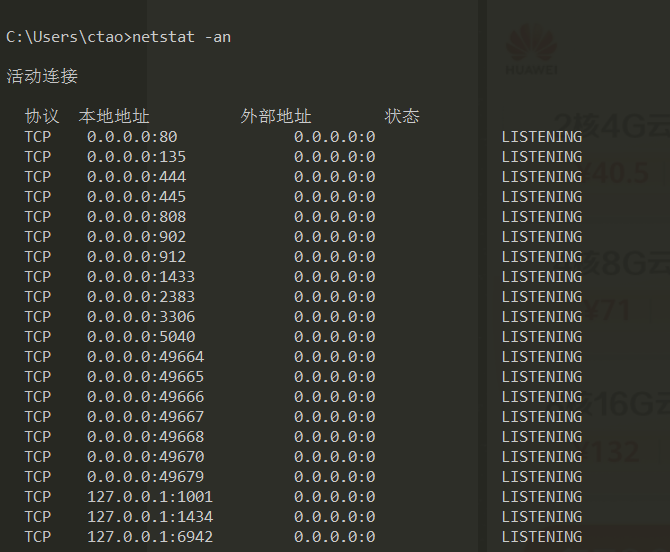 C:\Users\ctao>netstat -an
活动连接
协议 本地地址 外部地址 状态
TCP 0.0.0.0:80 0.0.0.0:0 LISTENING
TCP 0.0.0.0:135 0.0.0.0:0 LISTENING
TCP 0.0.0.0:444 0.0.0.0:0 LISTENING
TCP 0.0.0.0:445 0.0.0.0:0 LISTENING
TCP 0.0.0.0:808 0.0.0.0:0 LISTENING
TCP 0.0.0.0:902 0.0.0.0:0 LISTENING
TCP 0.0.0.0:912 0.0.0.0:0 LISTENING
TCP 0.0.0.0:1433 0.0.0.0:0 LISTENING
TCP 0.0.0.0:2383 0.0.0.0:0 LISTENING
TCP 0.0.0.0:3306 0.0.0.0:0 LISTENING
TCP 0.0.0.0:5040 0.0.0.0:0 LISTENING
TCP 0.0.0.0:49664 0.0.0.0:0 LISTENING
TCP 0.0.0.0:49665 0.0.0.0:0 LISTENING
TCP 0.0.0.0:49666 0.0.0.0:0 LISTENING
TCP 0.0.0.0:49667 0.0.0.0:0 LISTENING
TCP 0.0.0.0:49668 0.0.0.0:0 LISTENING
TCP 0.0.0.0:49670 0.0.0.0:0 LISTENING
TCP 0.0.0.0:49679 0.0.0.0:0 LISTENING
TCP 127.0.0.1:1001 0.0.0.0:0 LISTENING
TCP 127.0.0.1:1434 0.0.0.0:0 LISTENING
TCP 127.0.0.1:6942 0.0.0.0:0 LISTENING
HUAWEI
2核4G云
¥40.5
核8G云
¥71
核16G云
¥132